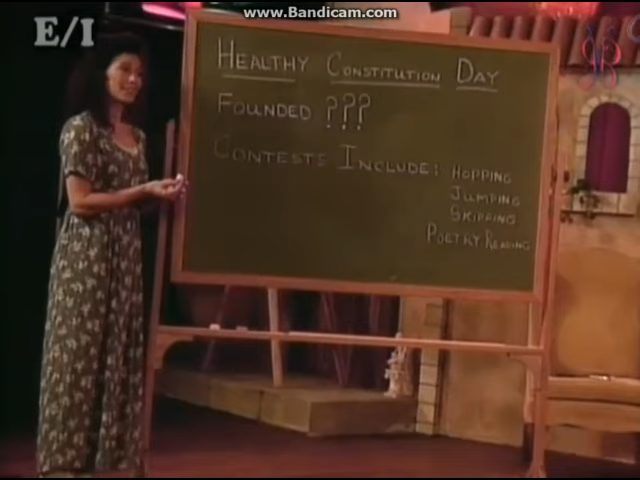 www.Bandicam.com
E/I
HEALTHY CONSTITUTION DAY
FOUNDED ???
CONTESTS INCLUDE: HOPPING
JUMPING
SKIPPING
POETRY READING